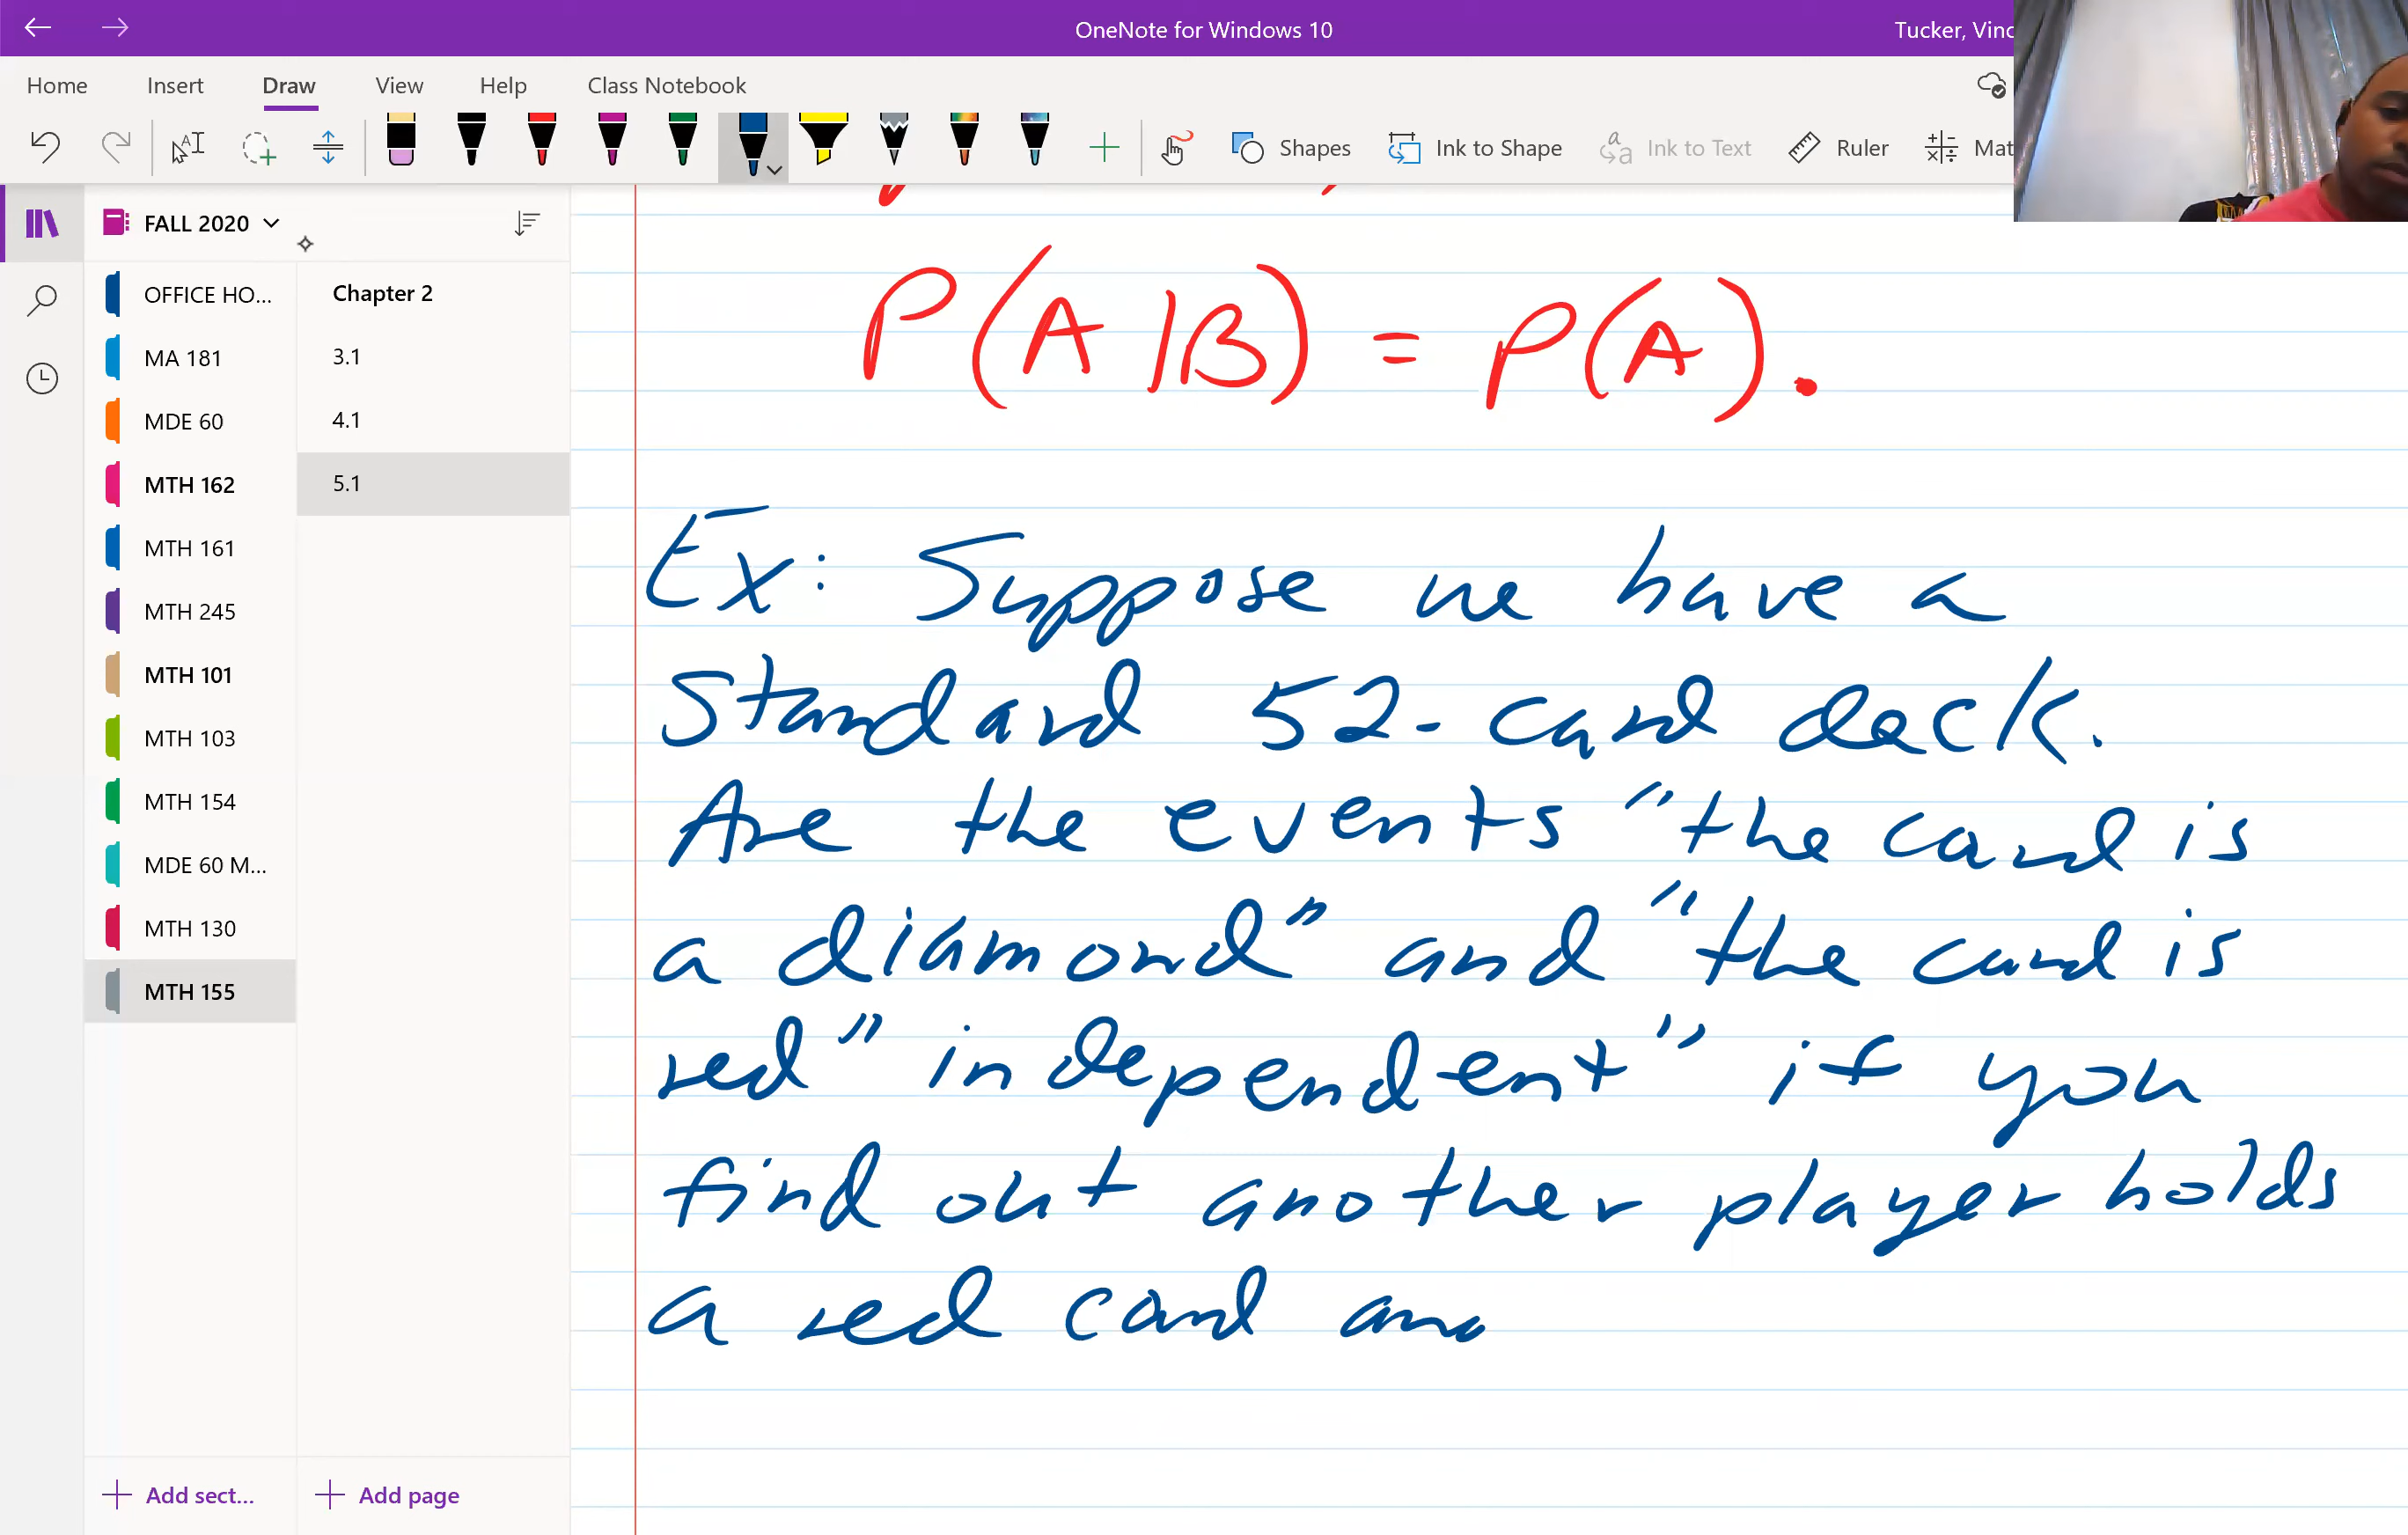 OneNote for Windows 10
Tucker, Vinc
Home Insert Draw View Help Class Notebook
Shapes Ink to Shape Ink to Text Ruler Mat
FALL 2020
OFFICE HO...
MA 181
MDE 60
MTH 162
MTH 161
MTH 245
MTH 101
MTH 103
MTH 154
MDE 60 M...
MTH 130
MTH 155
Add sect...
Chapter 2
3.1
4.1
5.1
Add page
P(A|B) = P(A).
Ex: Suppose we have a
Standard 52-card deck.
Are the events "the card is
a diamond" and "the card is
red" independent" if you
find out another player holds
a red card and